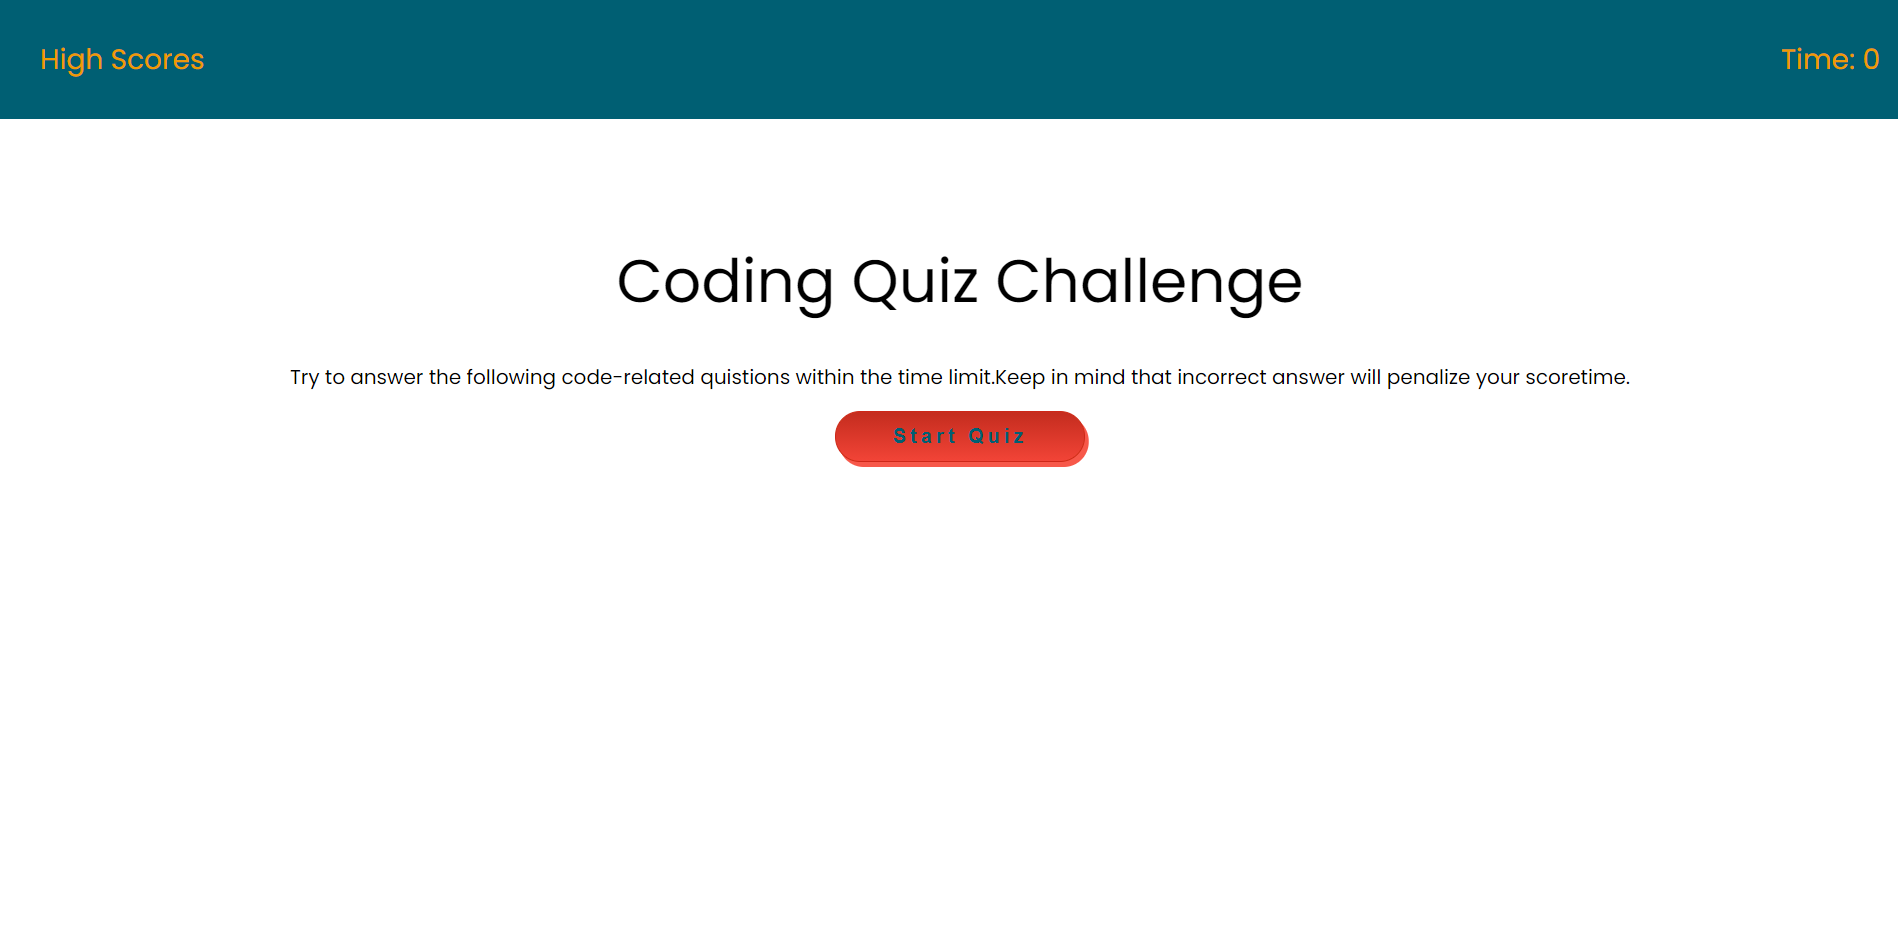 High Scores
Time: 0
Coding Quiz Challenge
Try to answer the following code-related quistions within the time limit.Keep in mind that incorrect answer will penalize your scoretime.
Start Quiz